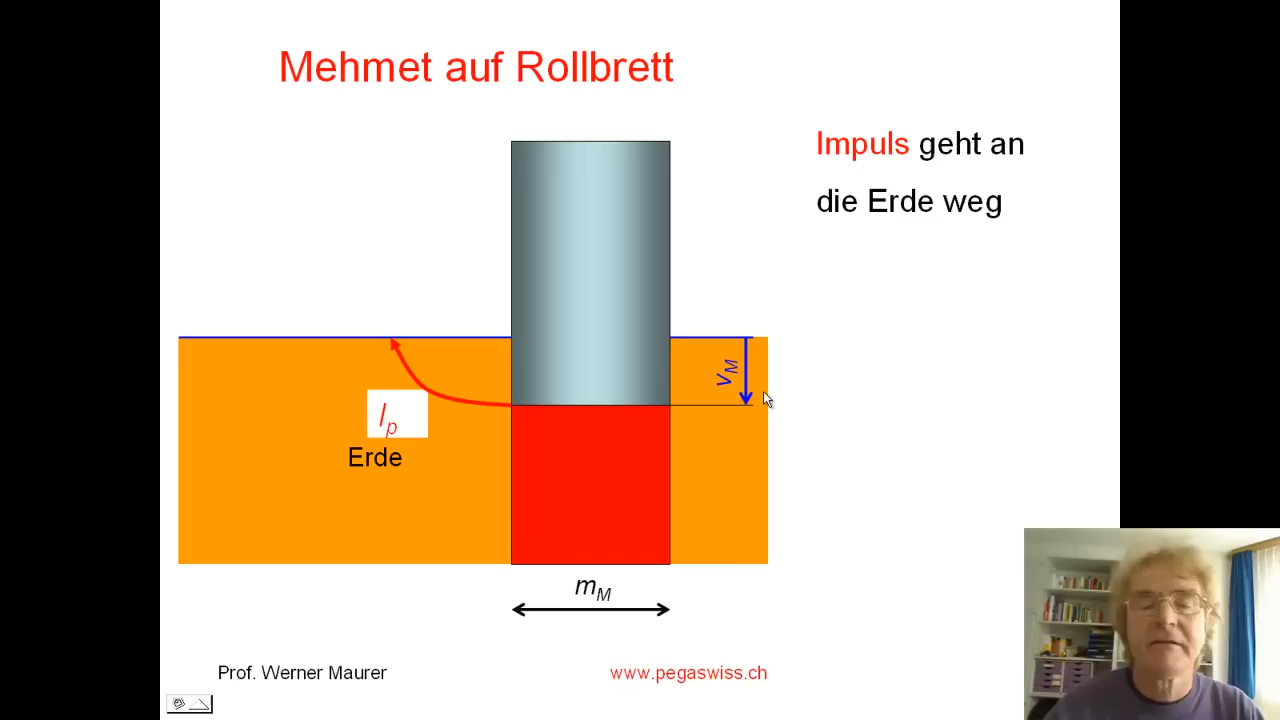 Mehmet auf Rollbrett
Impuls geht an
die Erde weg
v_M
I_p
Erde
m_M
Prof. Werner Maurer
www.pegaswiss.ch